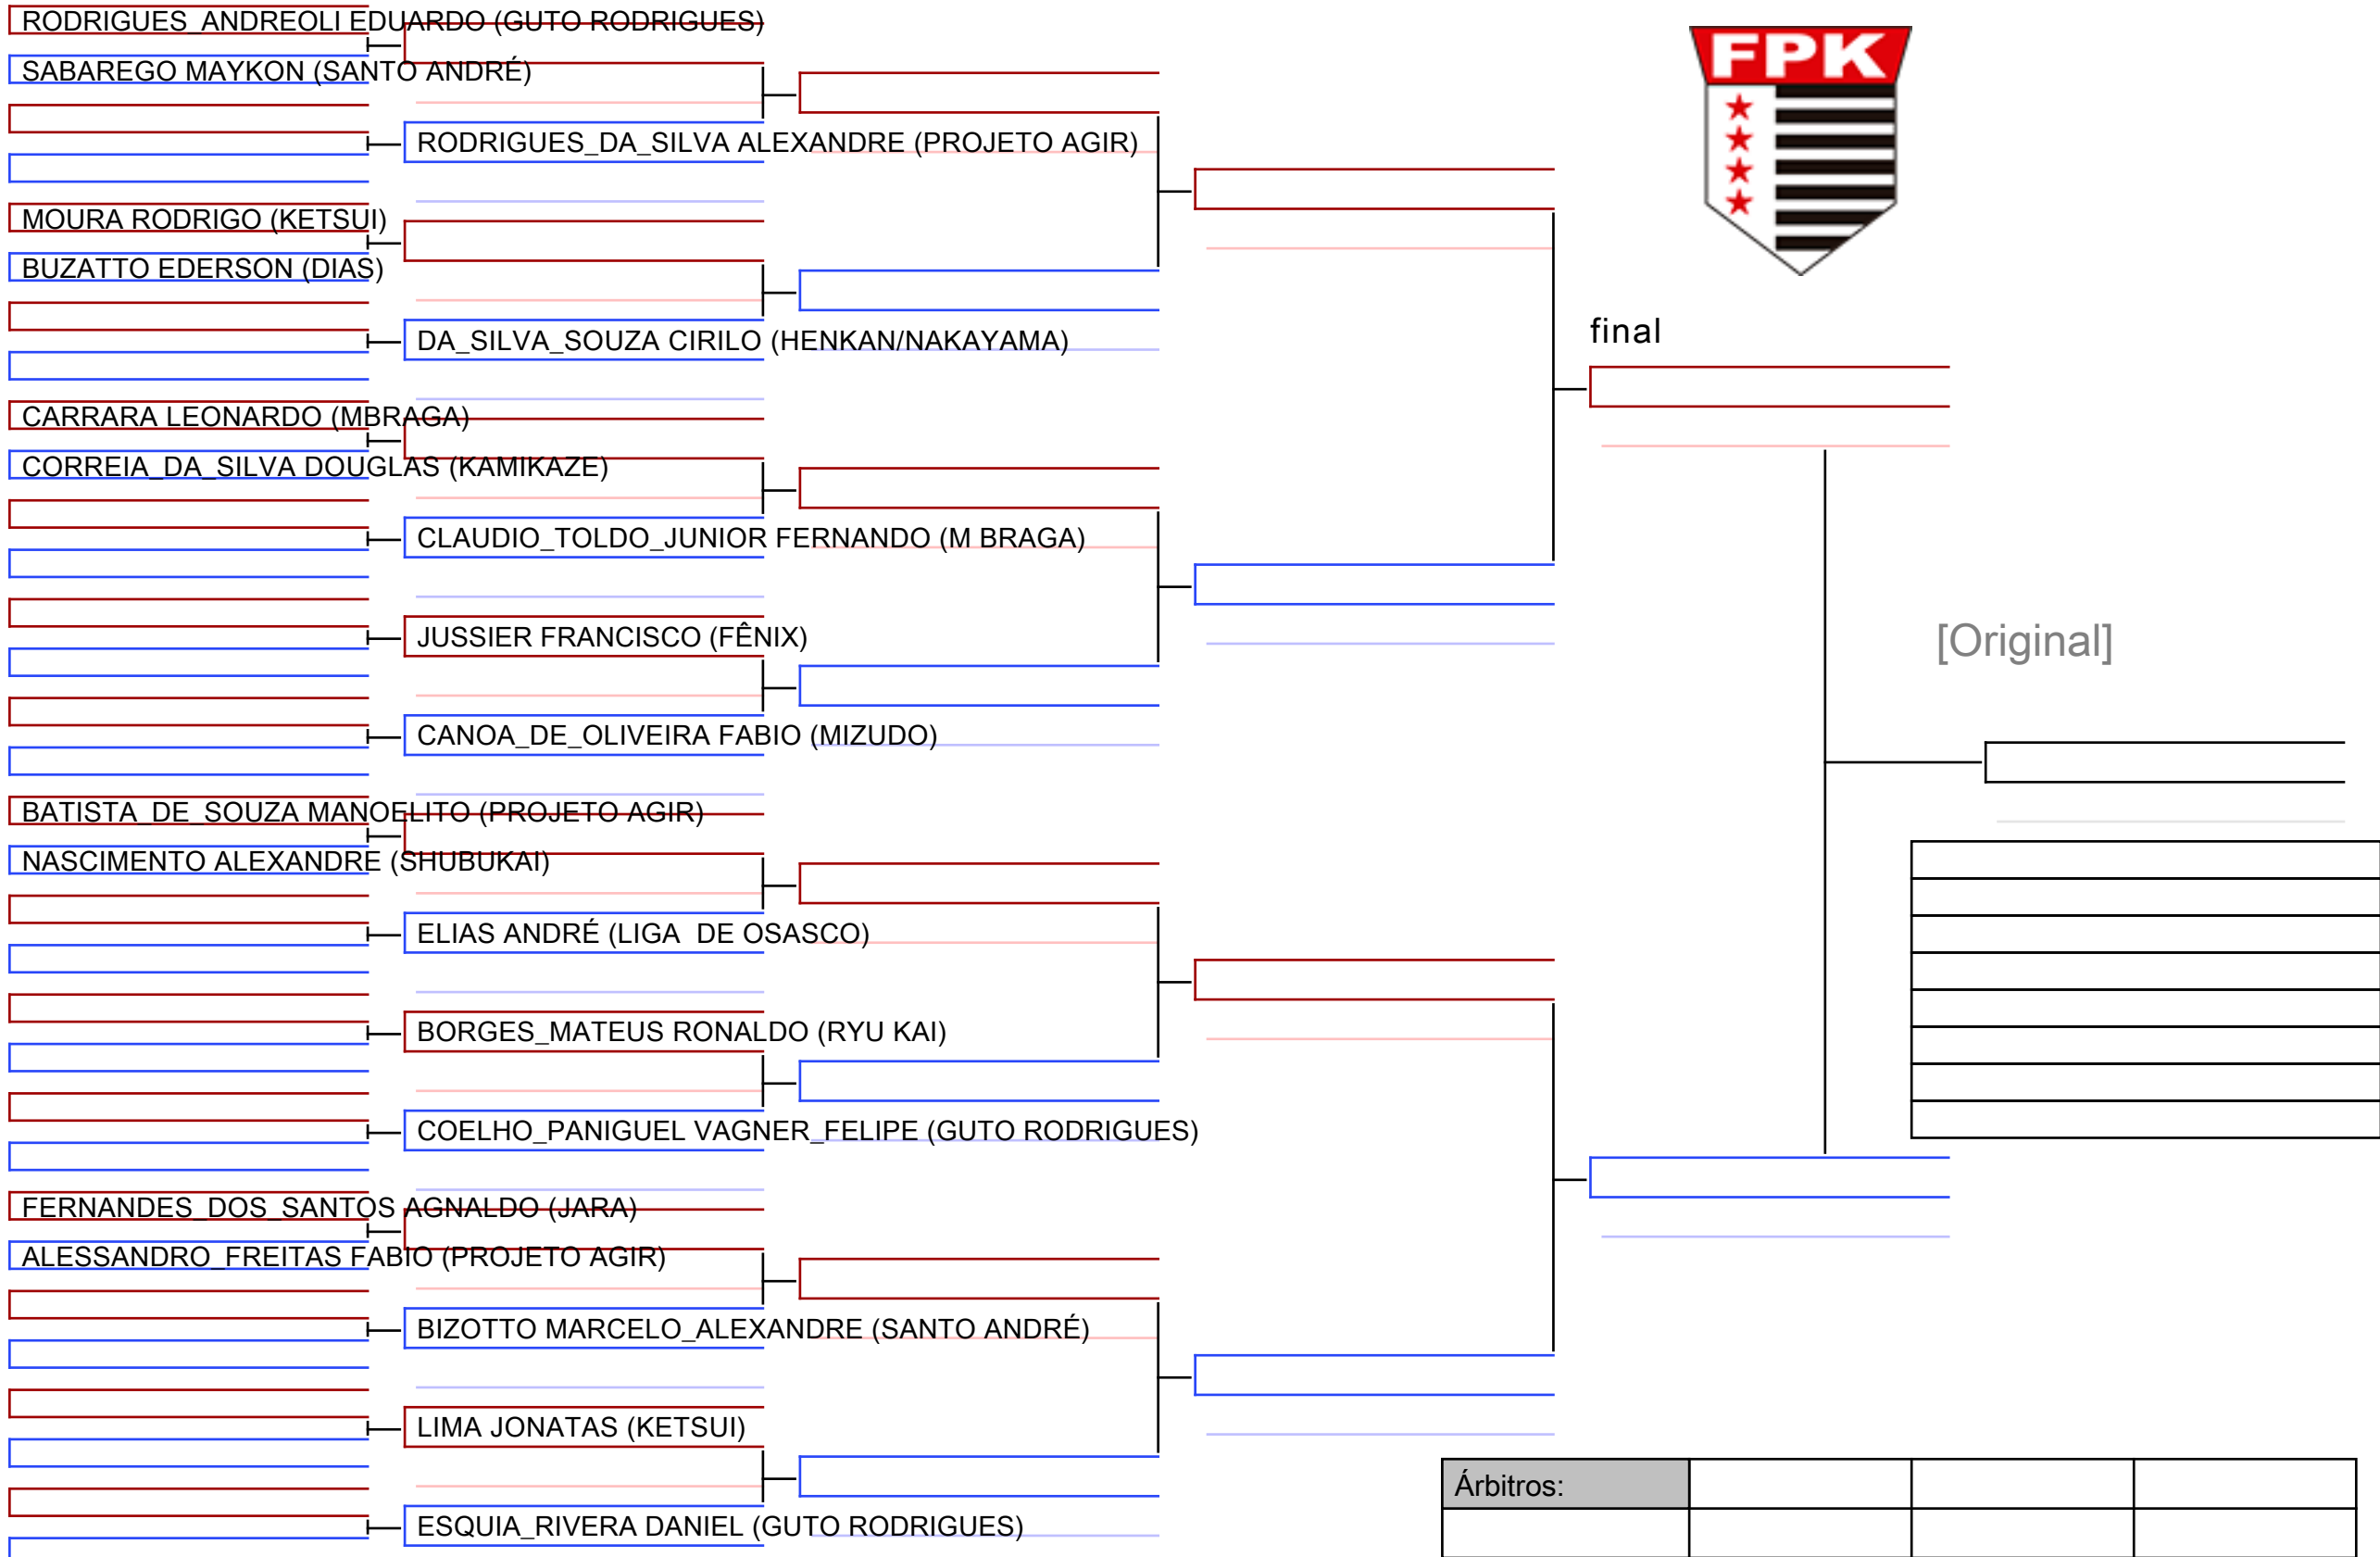 RODRIGUES_ANDREOLI EDUARDO (GUTO RODRIGUES)
SABAREGO MAYKON (SANTO ANDRÉ)
RODRIGUES_DA_SILVA ALEXANDRE (PROJETO AGIR)
MOURA RODRIGO (KETSUI)
BUZATTO EDERSON (DIAS)
DA_SILVA_SOUZA CIRILO (HENKAN/NAKAYAMA)
CARRARA LEONARDO (MBRAGA)
CORREIA_DA_SILVA DOUGLAS (KAMIKAZE)
CLAUDIO_TOLDO_JUNIOR FERNANDO (M BRAGA)
JUSSIER FRANCISCO (FÊNIX)
CANOA_DE_OLIVEIRA FABIO (MIZUDO)
BATISTA_DE_SOUZA MANOELITO (PROJETO AGIR)
NASCIMENTO ALEXANDRE (SHUBUKAI)
ELIAS ANDRÉ (LIGA  DE OSASCO)
BORGES_MATEUS RONALDO (RYU KAI)
COELHO_PANIGUEL VAGNER_FELIPE (GUTO RODRIGUES)
FERNANDES_DOS_SANTOS AGNALDO (JARA)
ALESSANDRO_FREITAS FABIO (PROJETO AGIR)
BIZOTTO MARCELO_ALEXANDRE (SANTO ANDRÉ)
LIMA JONATAS (KETSUI)
ESQUIA_RIVERA DANIEL (GUTO RODRIGUES)
FPK
final
[Original]
Árbitros: